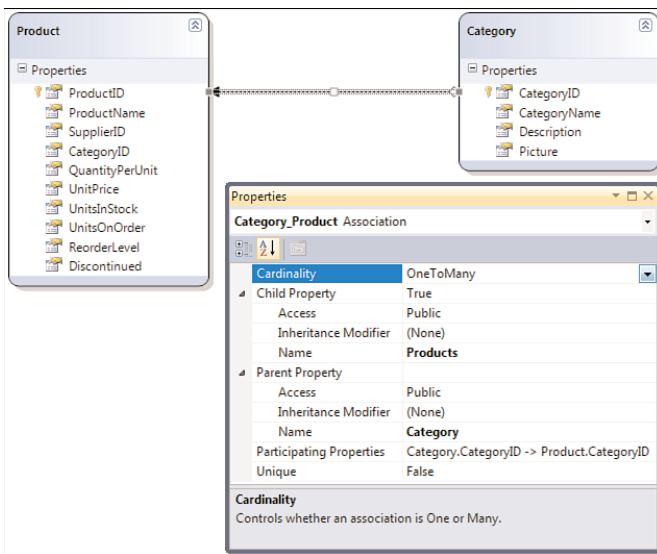 Product
Properties
ProductID
ProductName
SupplierID
CategoryID
QuantityPerUnit
UnitPrice
UnitsInStock
UnitsOnOrder
ReorderLevel
Discontinued
Category
Properties
CategoryID
CategoryName
Description
Picture
Properties
Category_Product Association
Cardinality OneToMany
Child Property True
Access Public
Inheritance Modifier (None)
Name Products
Parent Property
Access Public
Inheritance Modifier (None)
Name Category
Participating Properties Category.CategoryID -> Product.CategoryID
Unique False
Cardinality
Controls whether an association is One or Many.